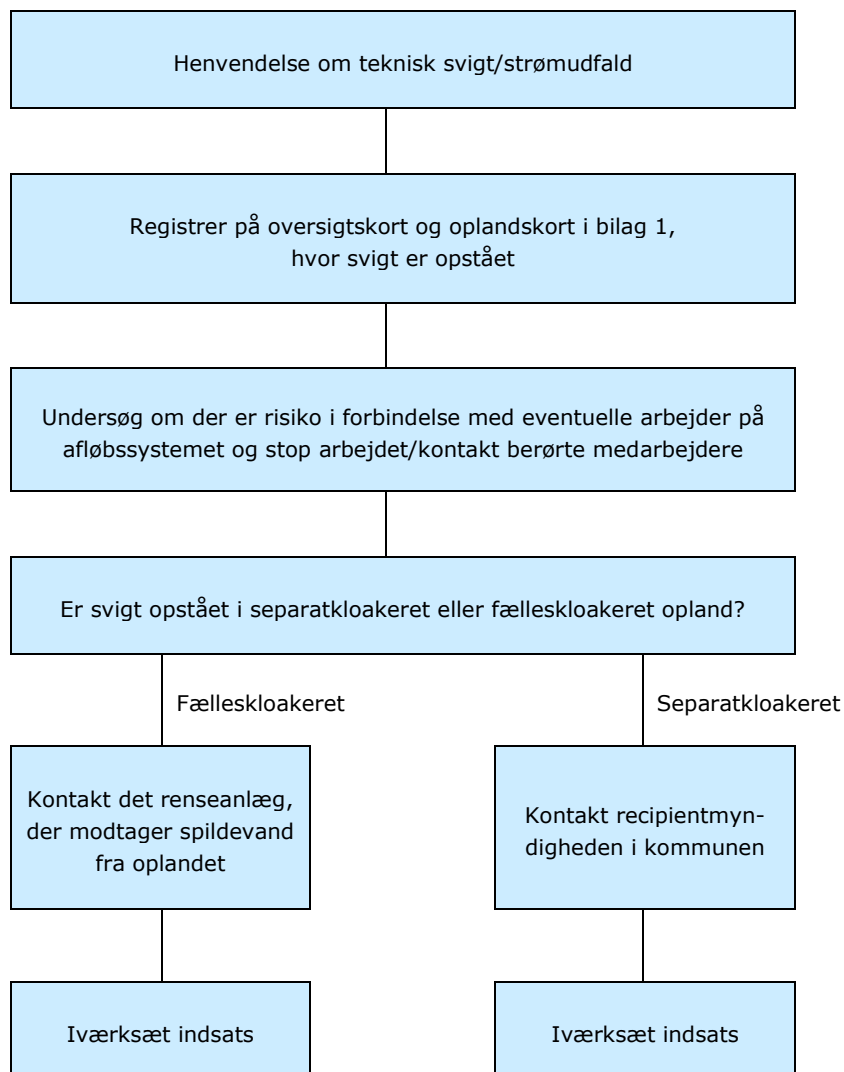 Henvendelse om teknisk svigt/strømudfald
Registrer på oversigtskort og oplandskort i bilag 1,
hvor svigt er opstået
Undersøg om der er risiko i forbindelse med eventuelle arbejder på
afløbssystemet og stop arbejdet/kontakt berørte medarbejdere
Er svigt opstået i separatkloakeret eller fælleskloakeret opland?
Fælleskloakeret
Separatkloakeret
Kontakt det renseanlæg,
der modtager spildevand
fra oplandet
Kontakt recipientmyn-
digheden i kommunen
Iværksæt indsats
Iværksæt indsats